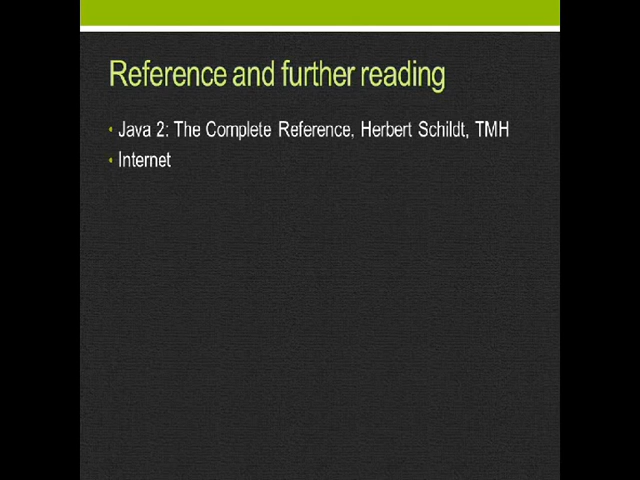 Reference and further reading
• Java 2: The Complete Reference, Herbert Schildt, TMH
• Internet